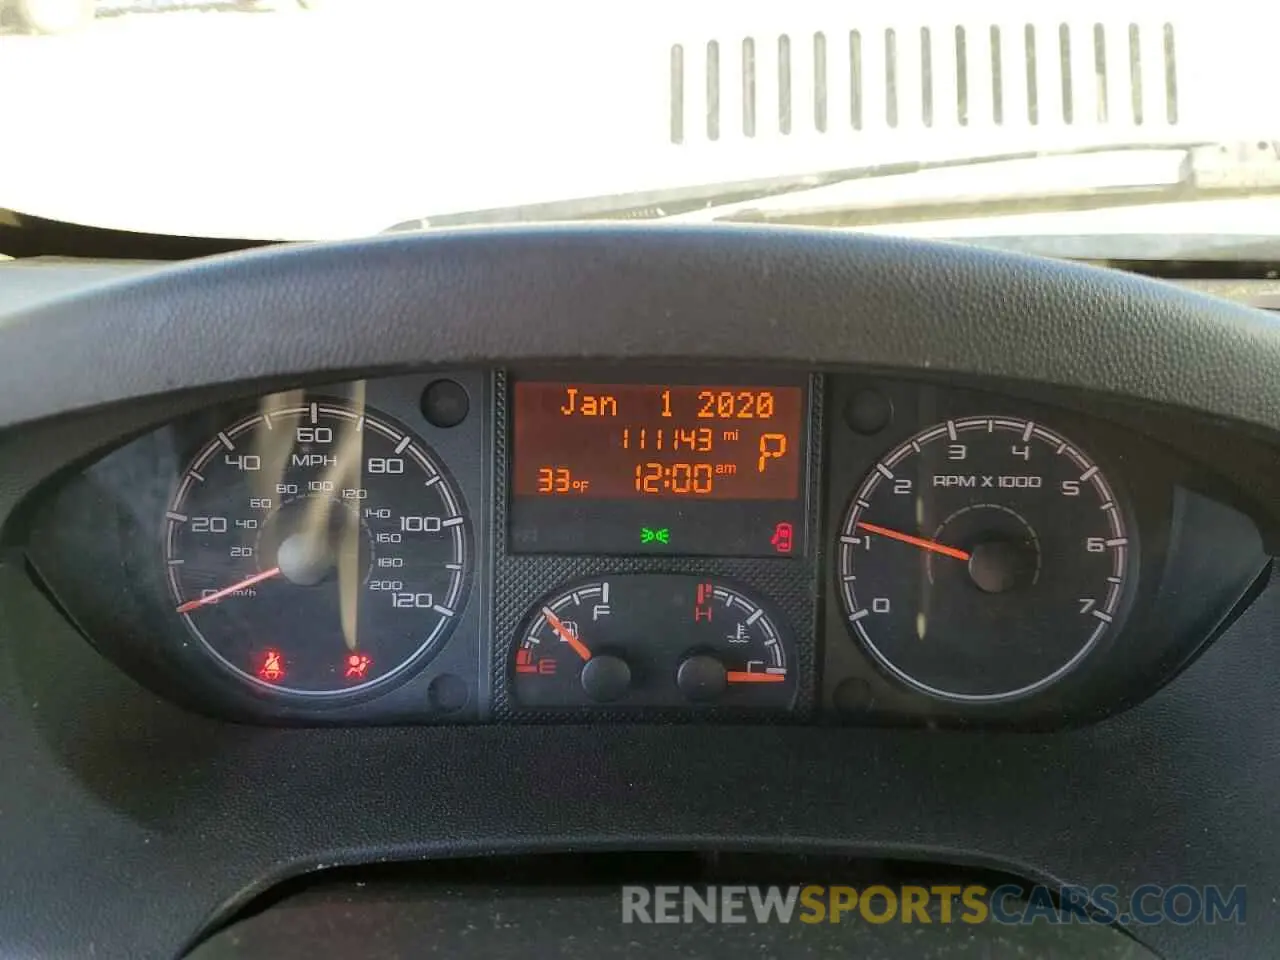 Jan 1 2020
111143 mi
P
33°F 12:00 am
0 20 40 60 80 100 120
MPH
20 40 60 80 100 120 140 160 180 200
km/h
E F
H C
0 1 2 3 4 5 6 7
RPM X 1000
RENEWSPORTSCARS.COM